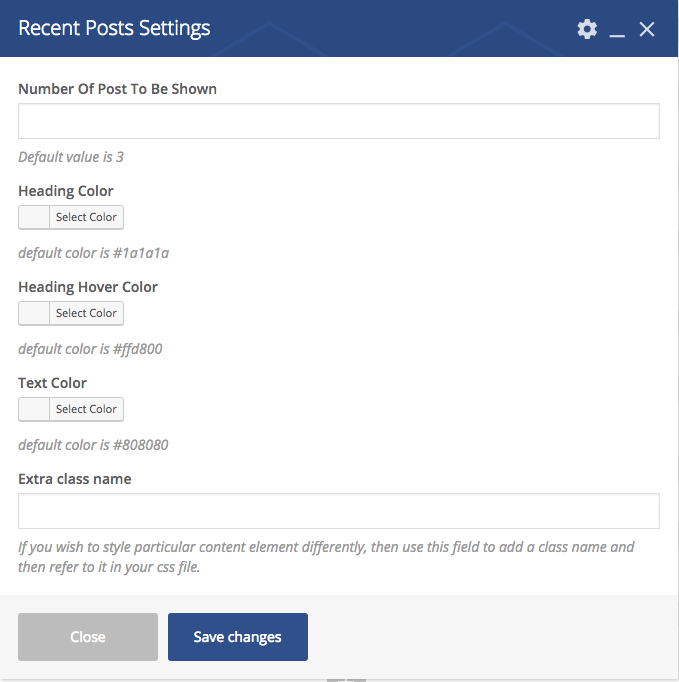 Recent Posts Settings
Number Of Post To Be Shown
Default value is 3
Heading Color
Select Color
default color is #1a1a1a
Heading Hover Color
Select Color
default color is #ffd800
Text Color
Select Color
default color is #808080
Extra class name
If you wish to style particular content element differently, then use this field to add a class name and
then refer to it in your css file.
Close
Save changes